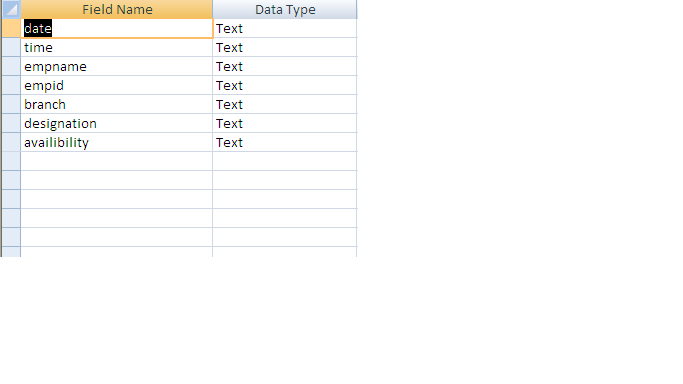 Field Name Data Type
date Text
time Text
empname Text
empid Text
branch Text
designation Text
availibility Text